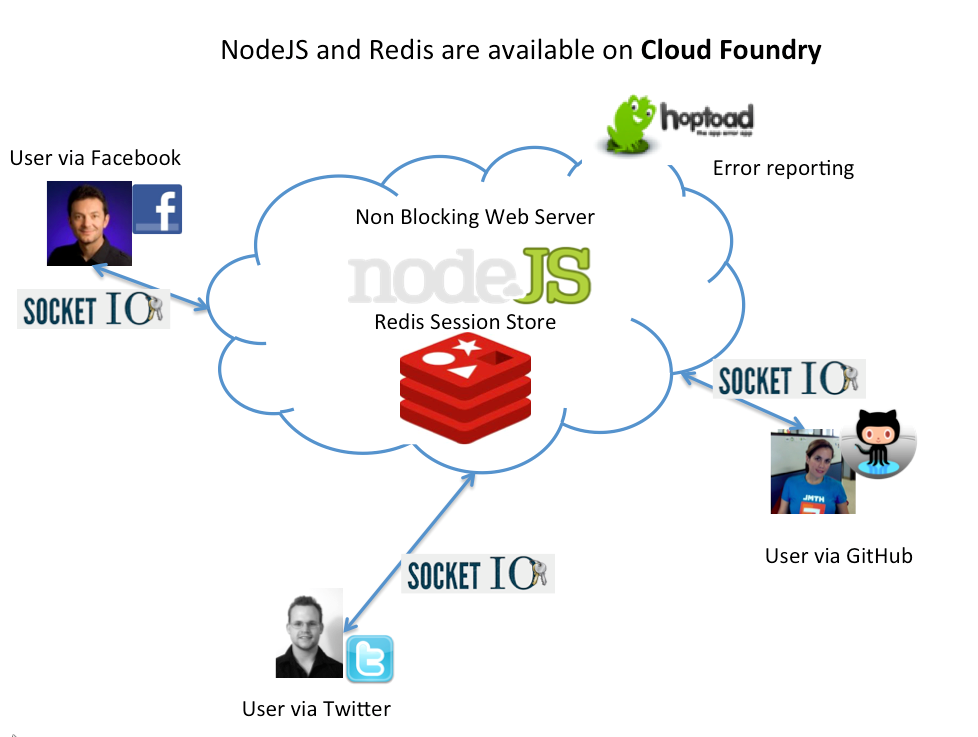 NodeJS and Redis are available on Cloud Foundry
hoptoad
the app error app
User via Facebook
Error reporting
f
Non Blocking Web Server
nodeJS
SOCKET IO
Redis Session Store
SOCKET IO
JMTH
User via GitHub
SOCKET IO
t
User via Twitter